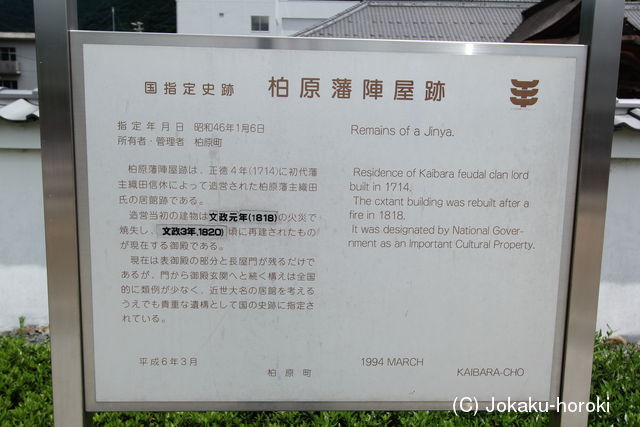 国指定史跡 柏原藩陣屋跡
指定年月日 昭和46年1月6日
所有者・管理者 柏原町
柏原藩陣屋跡は、正徳4年(1714)に初代藩
主織田信休によって造営された柏原藩主織田
氏の居館跡である。
造営当初の建物は文政元年(1818)の火災で
焼失し、文政3年,1820)頃に再建されたもの
が現在する御殿である。
現在は表御殿の部分と長屋門が残るだけで
あるが、門から御殿玄関へと続く構えは全国
的に類例が少なく、近世大名の居館を考える
うえでも貴重な遺構として国の史跡に指定さ
れている。
平成6年3月
柏原町
Remains of a Jinya.
Residence of Kaibara feudal clan lord
built in 1714.
The cxtant building was rebuilt after a
fire in 1818.
It was designated by National Gover-
nment as an Important Cultural Property.
1994 MARCH
KAIBARA-CHO
(C) Jokaku-horoki